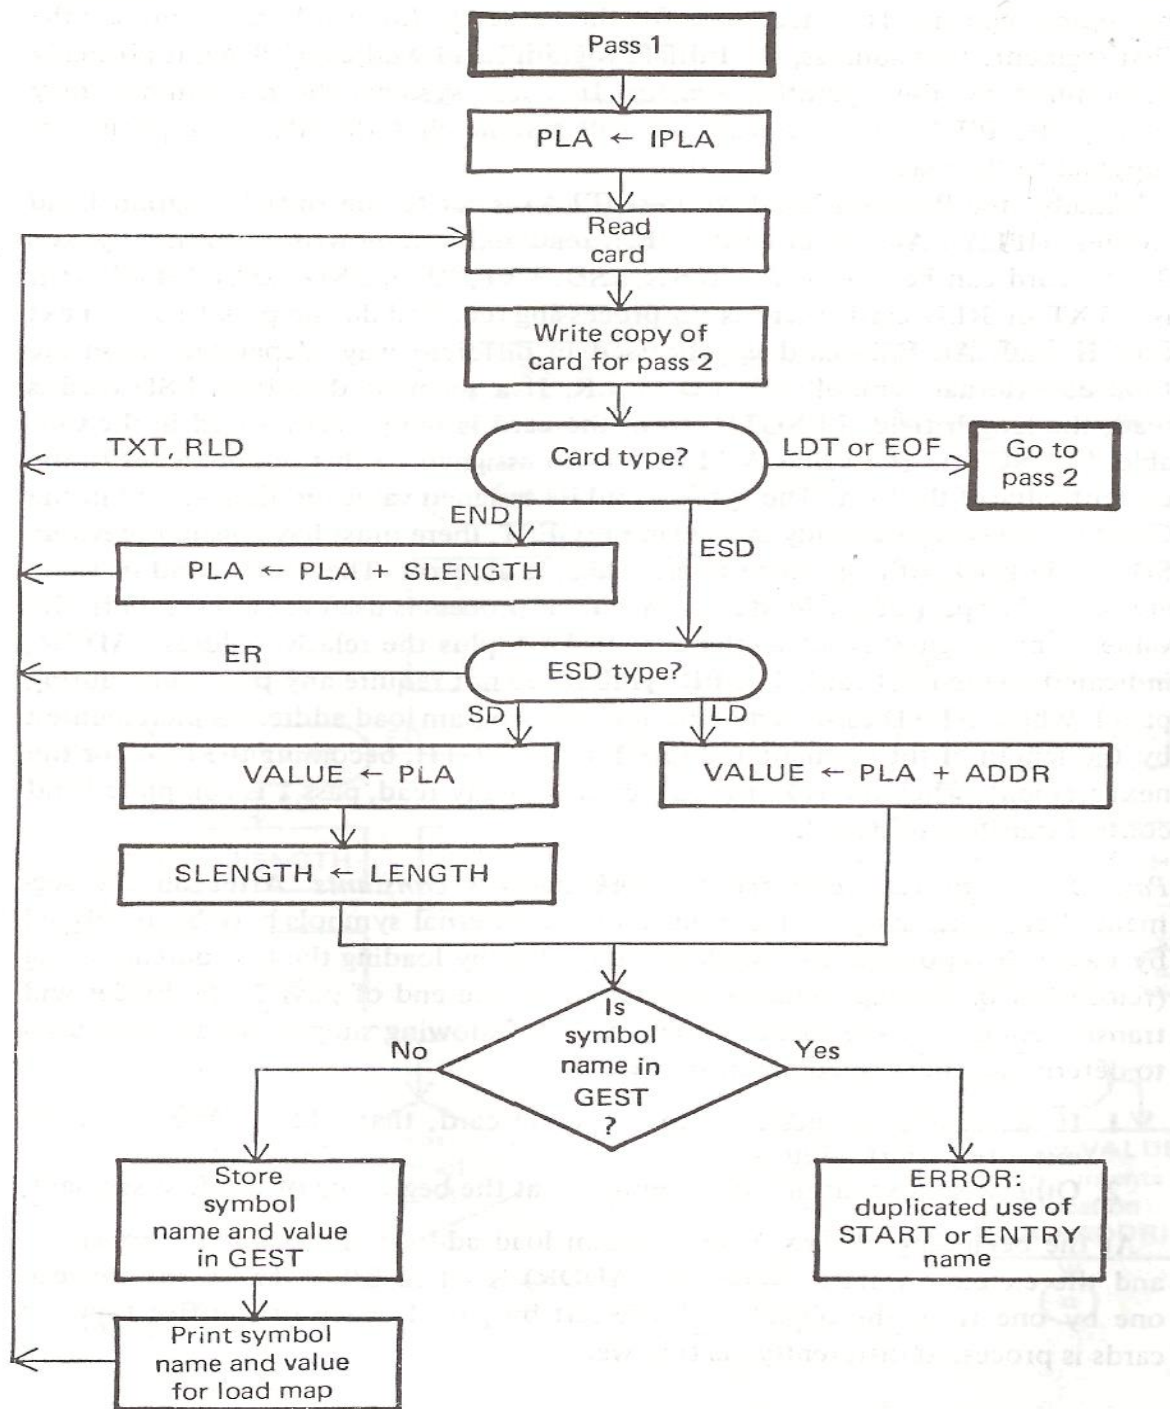 Pass 1
PLA ← IPLA
Read
card
Write copy of
card for pass 2
TXT, RLD
Card type?
LDT or EOF
Go to
pass 2
END
ESD
PLA ← PLA + SLENGTH
ER
ESD type?
SD
LD
VALUE ← PLA
VALUE ← PLA + ADDR
SLENGTH ← LENGTH
Is
symbol
name in
GEST
?
No
Yes
Store
symbol
name and value
in GEST
ERROR:
duplicated use of
START or ENTRY
name
Print symbol
name and value
for load map